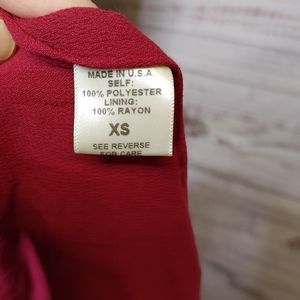 MADE IN U.S.A.
SELF:
100% POLYESTER
LINING:
100% RAYON
XS
SEE REVERSE
FOR CARE